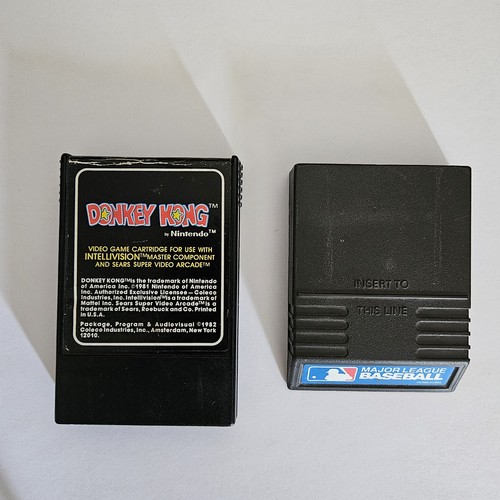 DONKEY KONG™
by Nintendo™
VIDEO GAME CARTRIDGE FOR USE WITH
INTELLIVISION™ MASTER COMPONENT
AND SEARS SUPER VIDEO ARCADE™
DONKEY KONG™ is the trademark of Nintendo
of America Inc. ©1981 Nintendo of America
Inc. Authorized Exclusive Licensee - Coleco
Industries, Inc. Intellivision is a trademark of
Mattel Inc. Sears Super Video Arcade™ is a
trademark of Sears, Roebuck and Co. Printed
in U.S.A.
Package, Program & Audiovisual ©1982
Coleco Industries, Inc., Amsterdam, New York
12010.
INSERT TO
THIS LINE
MAJOR LEAGUE
BASEBALL